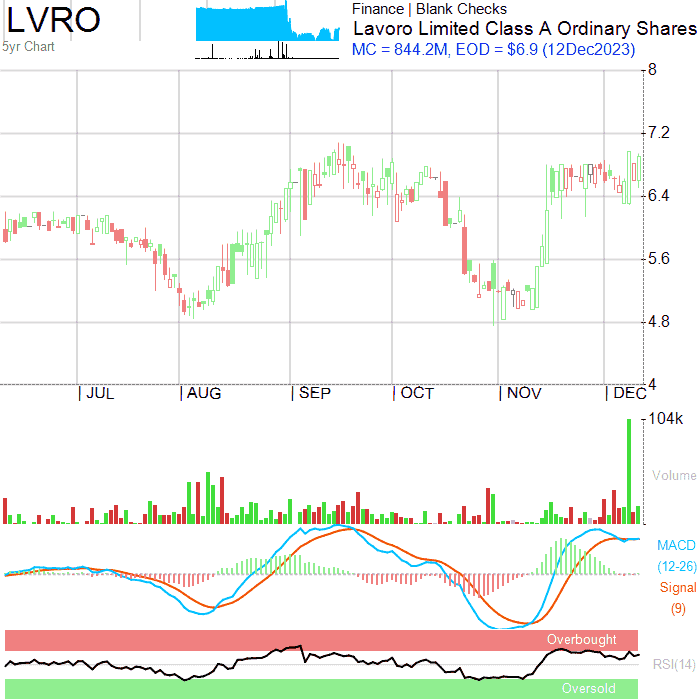 LVRO
5yr Chart
Finance | Blank Checks
Lavoro Limited Class A Ordinary Shares
MC = 844.2M, EOD = $6.9 (12Dec2023)
8
7.2
6.4
5.6
4.8
4
| JUL | AUG | SEP | OCT | NOV | DEC
104k
Volume
MACD
(12-26)
Signal
(9)
Overbought
RSI(14)
Oversold